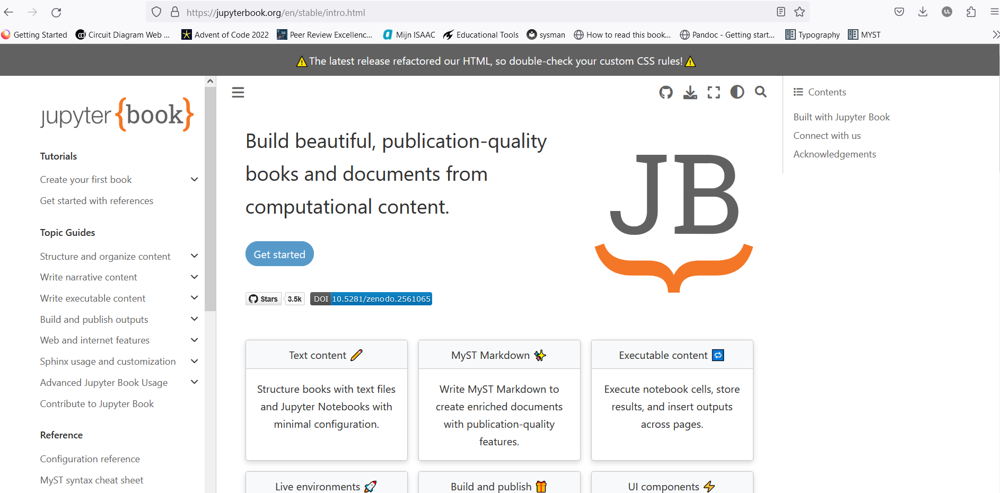 https://jupyterbook.org/en/stable/intro.html
Getting Started
Circuit Diagram Web ...
Advent of Code 2022
Peer Review Excellenc...
Mijn ISAAC
Educational Tools
sysman
How to read this book...
Pandoc - Getting start...
Typography
MYST
⚠The latest release refactored our HTML, so double-check your custom CSS rules!⚠
jupyter {book}
Tutorials
Create your first book
Get started with references
Topic Guides
Structure and organize content
Write narrative content
Write executable content
Build and publish outputs
Web and internet features
Sphinx usage and customization
Advanced Jupyter Book Usage
Contribute to Jupyter Book
Reference
Configuration reference
MyST syntax cheat sheet
Build beautiful, publication-quality
books and documents from
computational content.
JB
Get started
Stars 3.5k
DOI 10.5281/zenodo.2561065
Text content ✏️
Structure books with text files
and Jupyter Notebooks with
minimal configuration.
MyST Markdown ✨
Write MyST Markdown to
create enriched documents
with publication-quality
features.
Executable content 🔁
Execute notebook cells, store
results, and insert outputs
across pages.
Live environments 🚀
Build and publish 🎁
UI components ⚡
Contents
Built with Jupyter Book
Connect with us
Acknowledgements